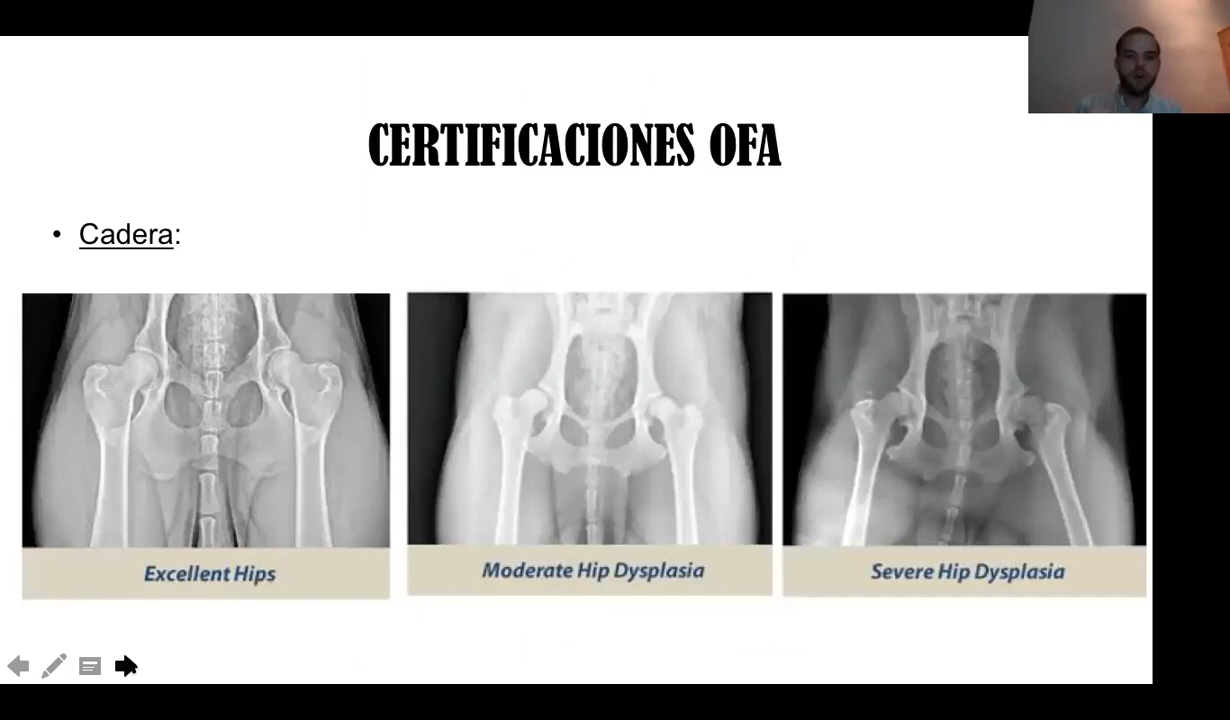 CERTIFICACIONES OFA
• Cadera:
Excellent Hips
Moderate Hip Dysplasia
Severe Hip Dysplasia